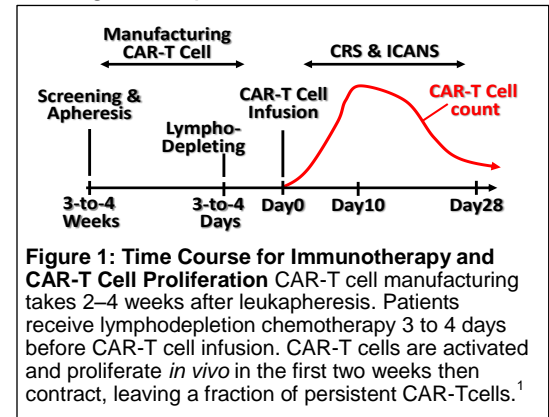 Manufacturing
CAR-T Cell
CRS & ICANS
Screening &
Apheresis
Lympho-
Depleting
CAR-T Cell
Infusion
CAR-T Cell
count
3-to-4
Weeks
3-to-4
Days
Day0
Day10
Day28
Figure 1: Time Course for Immunotherapy and
CAR-T Cell Proliferation CAR-T cell manufacturing
takes 2–4 weeks after leukapheresis. Patients
receive lymphodepletion chemotherapy 3 to 4 days
before CAR-T cell infusion. CAR-T cells are activated
and proliferate in vivo in the first two weeks then
contract, leaving a fraction of persistent CAR-Tcells.1